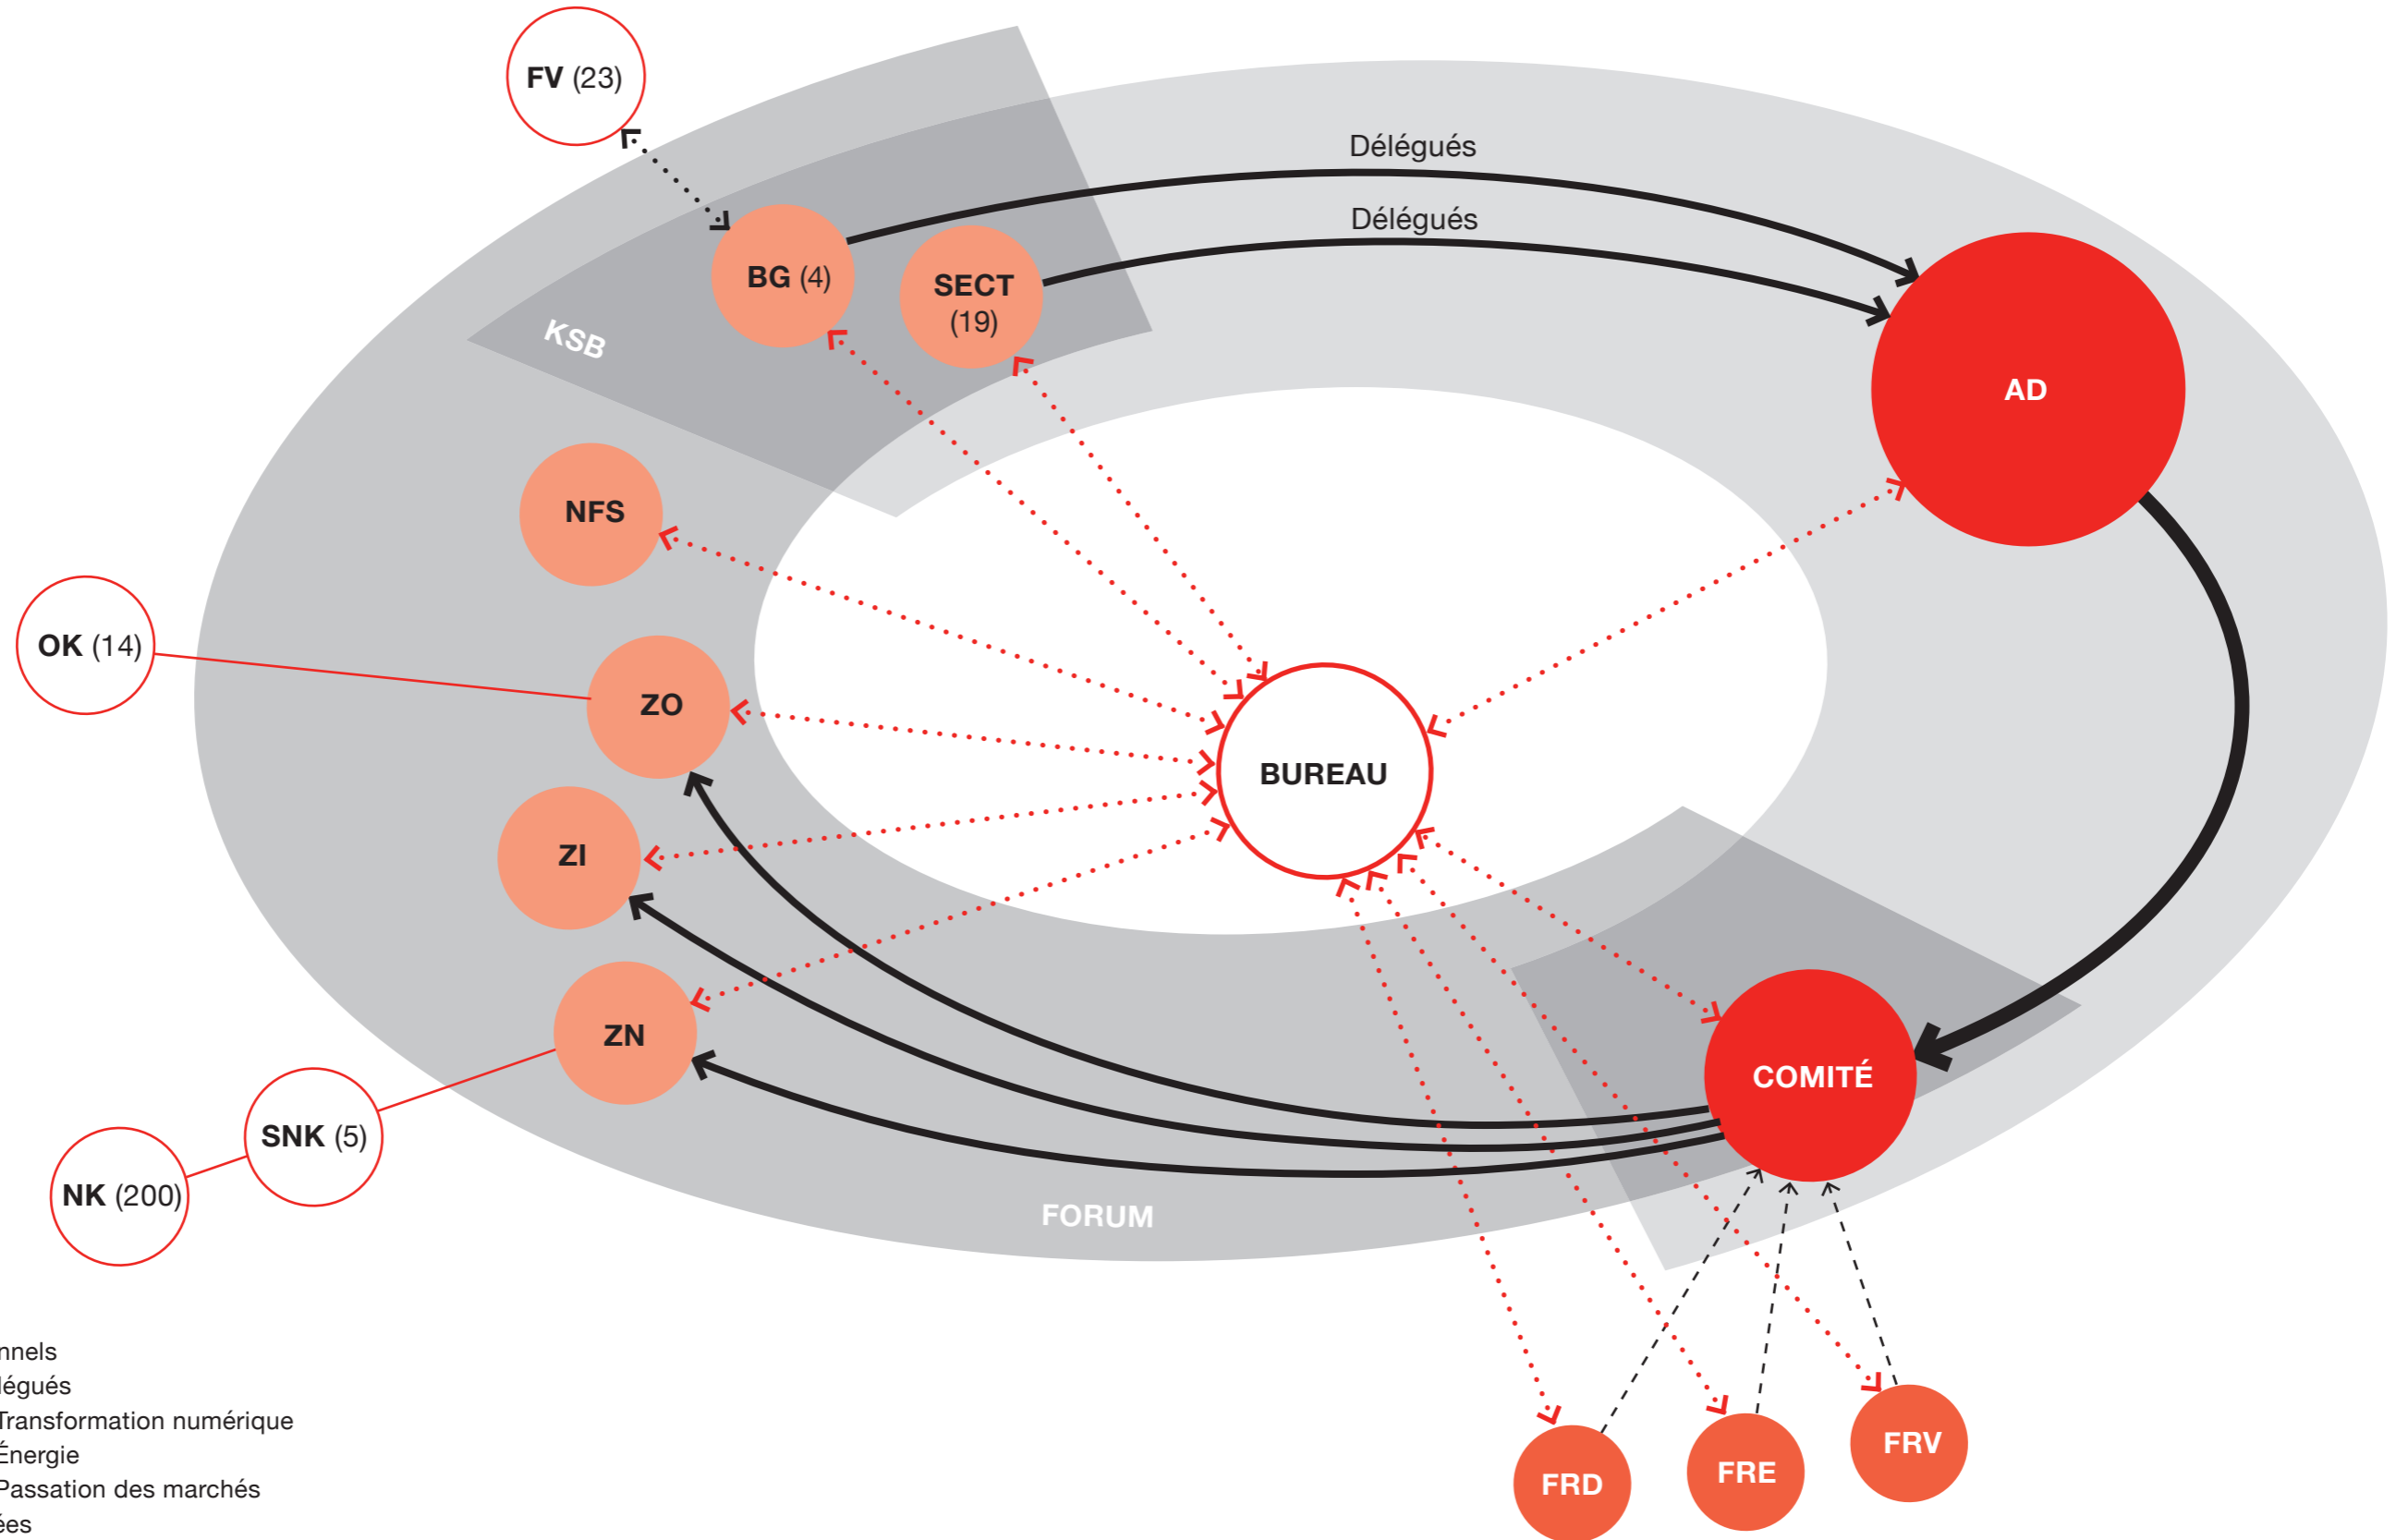 FV (23)
Délégués
Délégués
BG (4)
SECT
(19)
KSB
AD
NFS
OK (14)
ZO
BUREAU
ZI
ZN
COMITÉ
SNK (5)
NK (200)
FORUM
nnels
légués
Transformation numérique
Énergie
Passation des marchés
ées
FRD
FRE
FRV